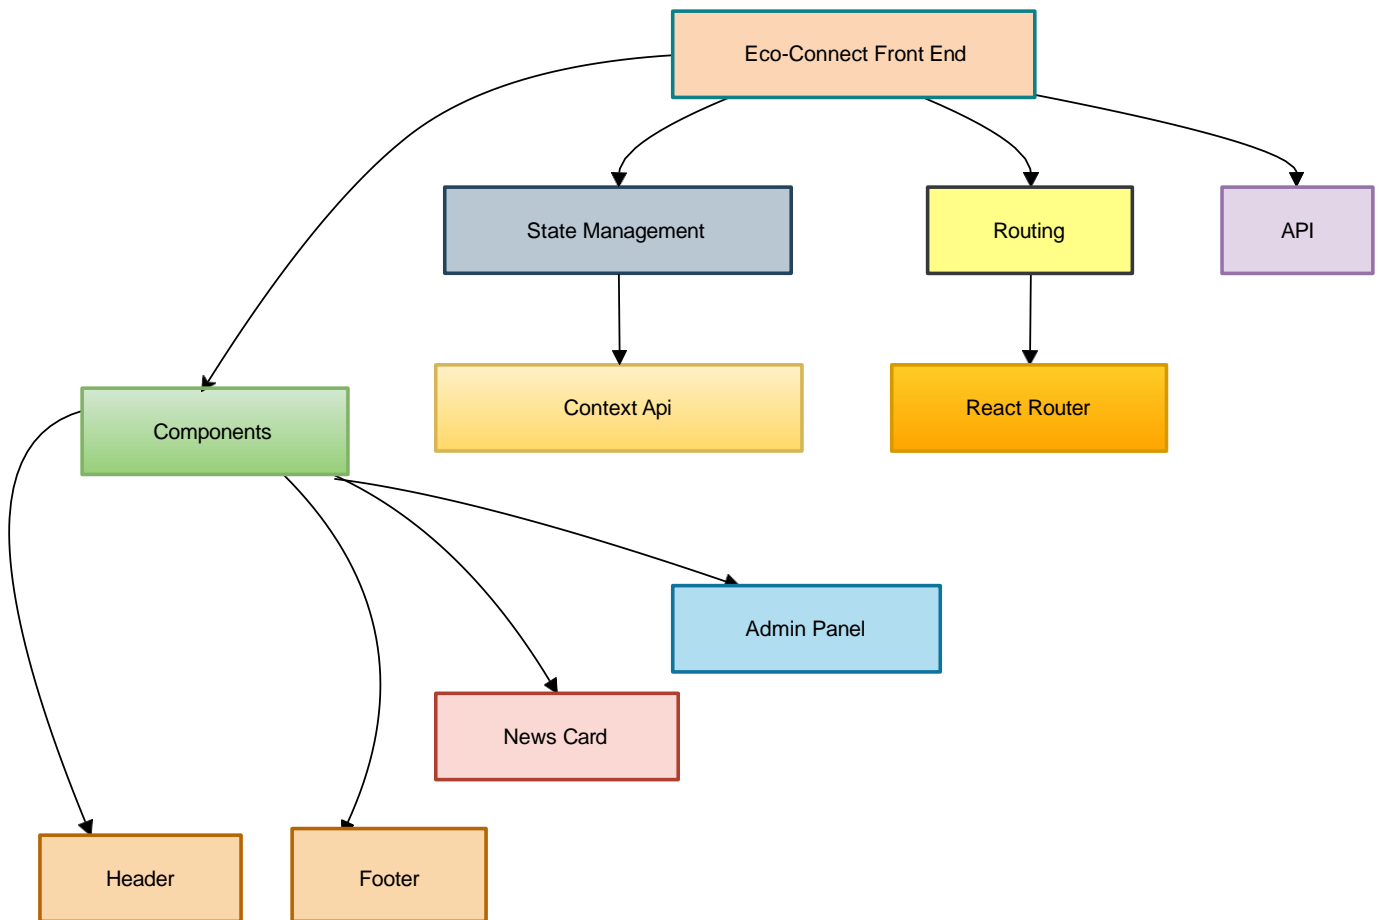 Eco-Connect Front End
State Management
Routing
API
Context Api
React Router
Components
Admin Panel
News Card
Header
Footer